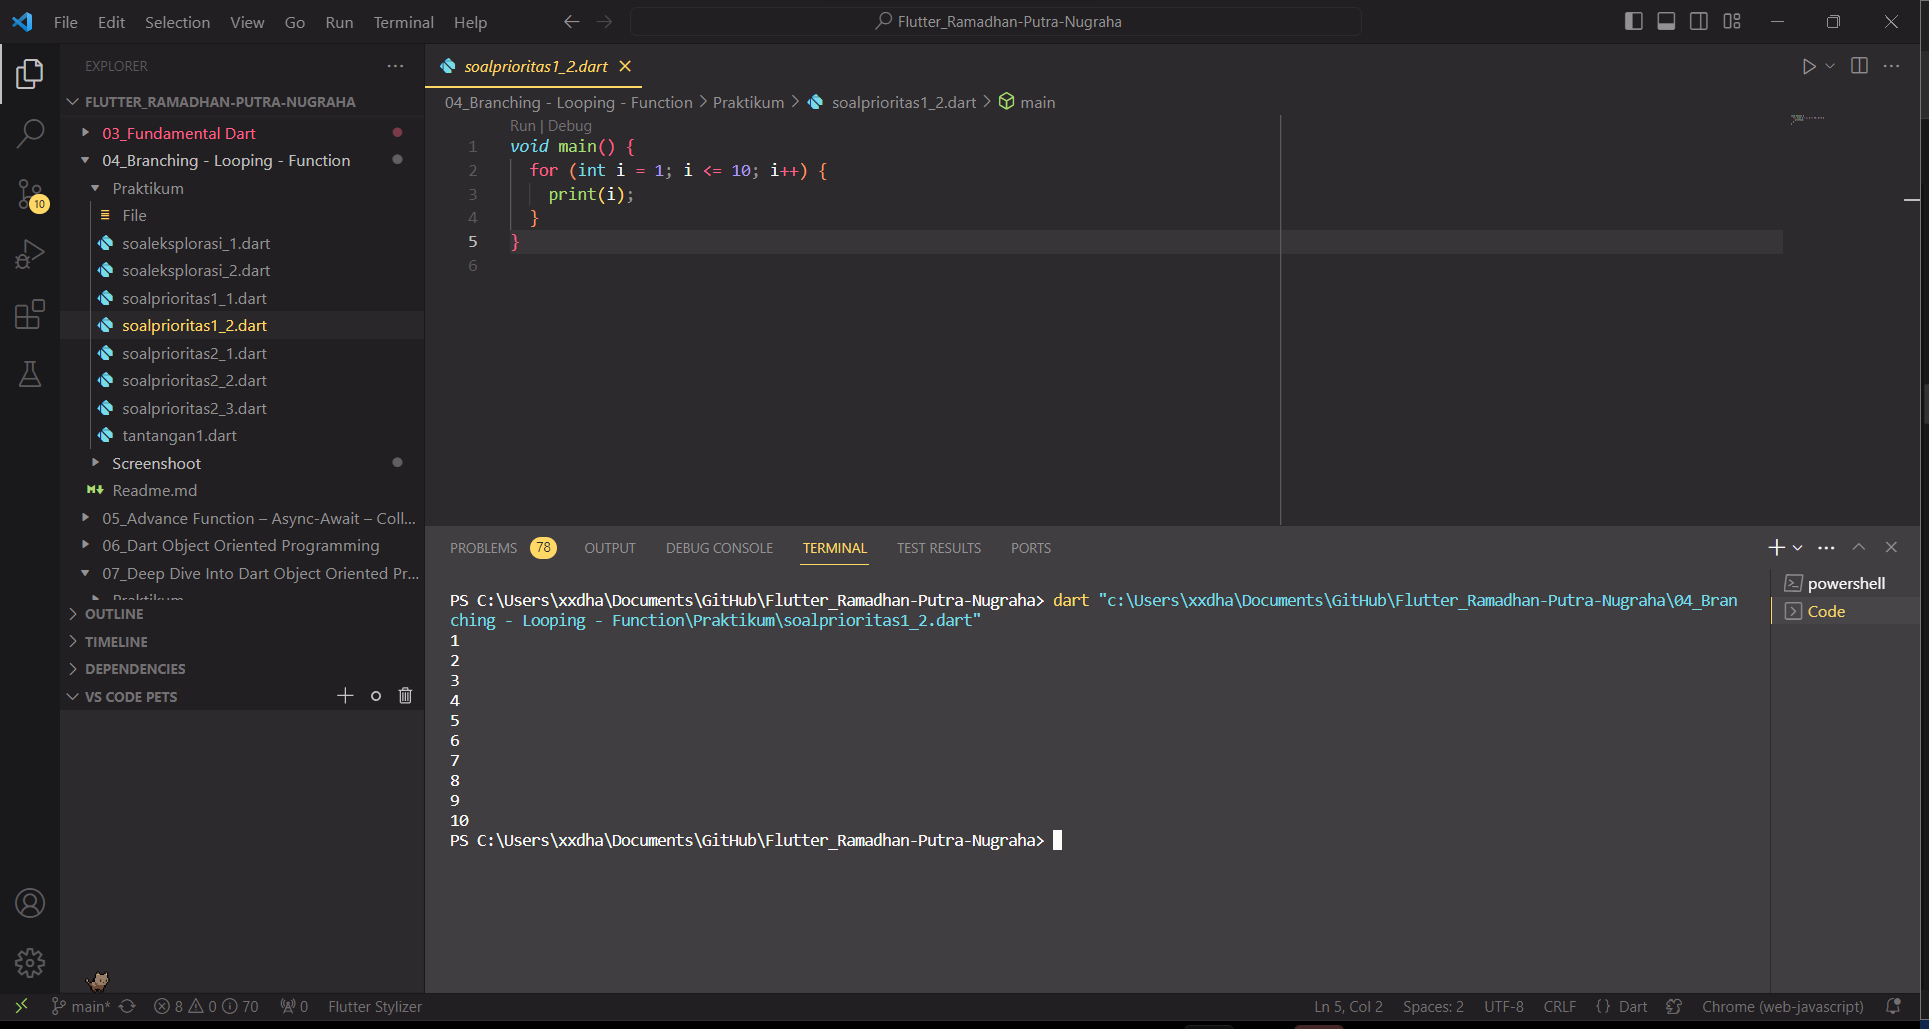 File Edit Selection View Go Run Terminal Help
Flutter_Ramadhan-Putra-Nugraha
EXPLORER
FLUTTER_RAMADHAN-PUTRA-NUGRAHA
03_Fundamental Dart
04_Branching - Looping - Function
Praktikum
File
soaleksplorasi_1.dart
soaleksplorasi_2.dart
soalprioritas1_1.dart
soalprioritas1_2.dart
soalprioritas2_1.dart
soalprioritas2_2.dart
soalprioritas2_3.dart
tantangan1.dart
Screenshoot
Readme.md
05_Advance Function – Async-Await – Coll...
06_Dart Object Oriented Programming
07_Deep Dive Into Dart Object Oriented Pr...
Praktikum
OUTLINE
TIMELINE
DEPENDENCIES
VS CODE PETS
10
soalprioritas1_2.dart
04_Branching - Looping - Function > Praktikum > soalprioritas1_2.dart > main
Run | Debug
1 void main() {
2 for (int i = 1; i <= 10; i++) {
3 print(i);
4 }
5 }
6
PROBLEMS 78 OUTPUT DEBUG CONSOLE TERMINAL TEST RESULTS PORTS
PS C:\Users\xxdha\Documents\GitHub\Flutter_Ramadhan-Putra-Nugraha> dart "c:\Users\xxdha\Documents\GitHub\Flutter_Ramadhan-Putra-Nugraha\04_Bran
ching - Looping - Function\Praktikum\soalprioritas1_2.dart"
1
2
3
4
5
6
7
8
9
10
PS C:\Users\xxdha\Documents\GitHub\Flutter_Ramadhan-Putra-Nugraha>
powershell
Code
main* 8 0 70 0 Flutter Stylizer
Ln 5, Col 2 Spaces: 2 UTF-8 CRLF {} Dart Chrome (web-javascript)